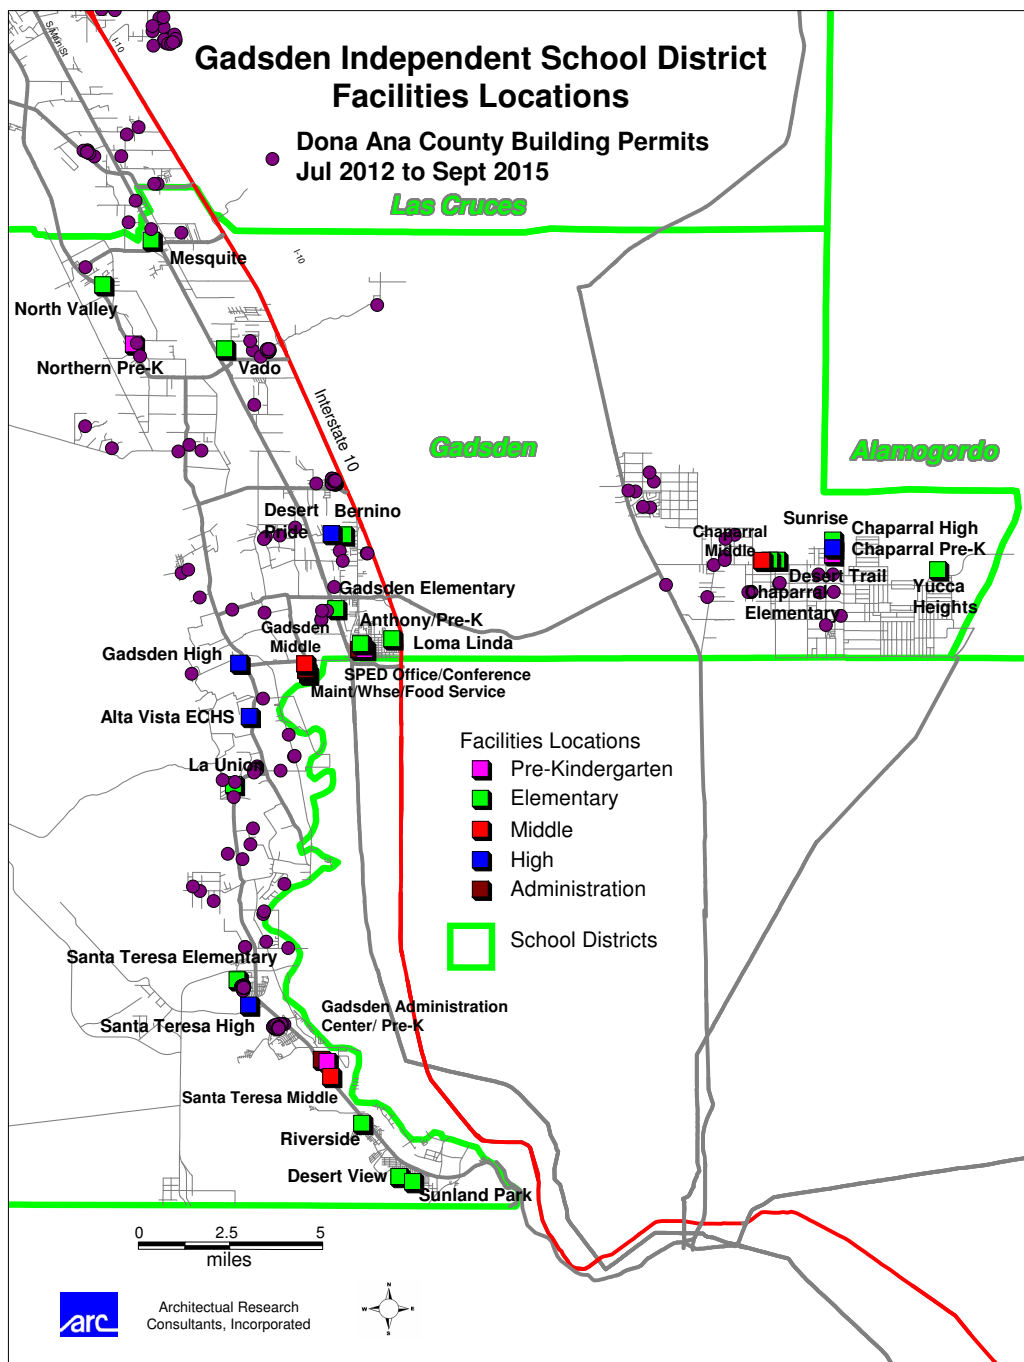 S. Main St
I-10
Gadsden Independent School District
Facilities Locations
Dona Ana County Building Permits
Jul 2012 to Sept 2015
Las Cruces
Mesquite
I-10
North Valley
Northern Pre-K
Vado
Interstate 10
Gadsden
Alamogordo
Desert
Pride
Bernino
Sunrise
Chaparral High
Chaparral Pre-K
Chaparral
Middle
Desert Trail
Chaparral
Elementary
Yucca
Heights
Gadsden Elementary
Anthony/Pre-K
Gadsden
Middle
Loma Linda
Gadsden High
SPED Office/Conference
Maint/Whse/Food Service
Alta Vista ECHS
La Union
Facilities Locations
Pre-Kindergarten
Elementary
Middle
High
Administration
School Districts
Santa Teresa Elementary
Santa Teresa High
Gadsden Administration
Center/ Pre-K
Santa Teresa Middle
Riverside
Desert View
Sunland Park
0 2.5 5
miles
arc
Architectual Research
Consultants, Incorporated
N
W E
S